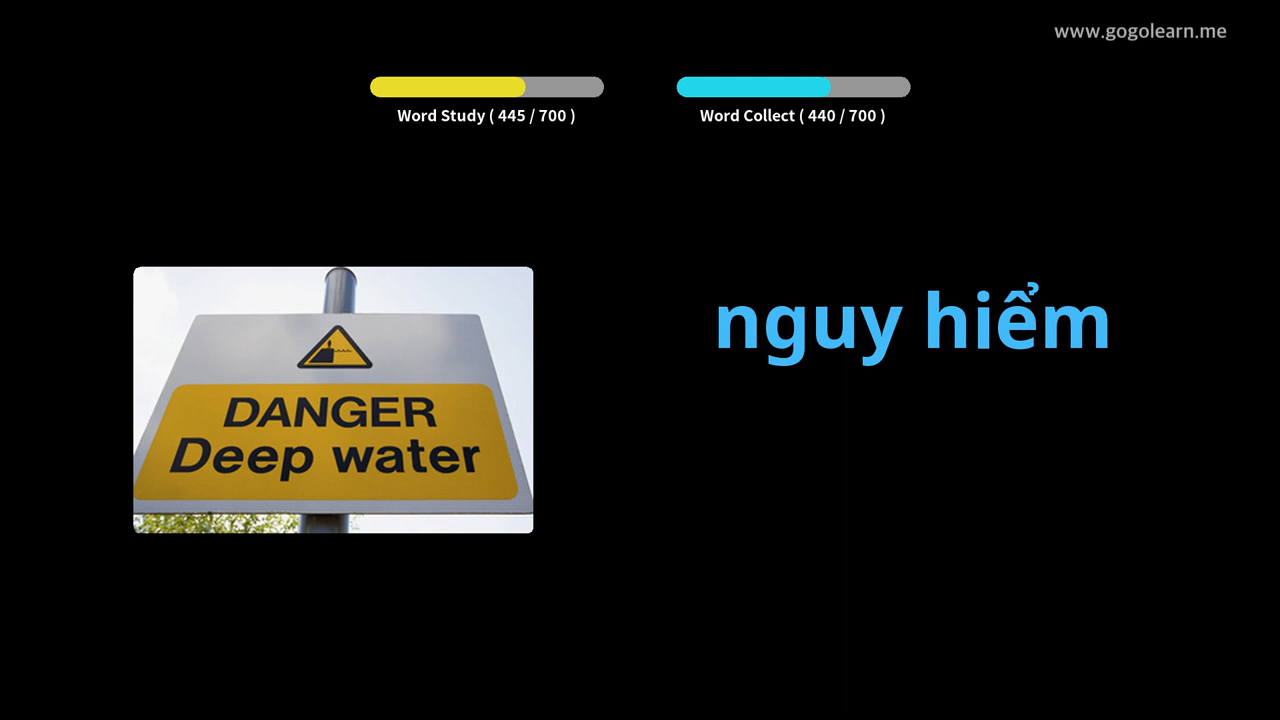 www.gogolearn.me
Word Study ( 445 / 700 )
Word Collect ( 440 / 700 )
DANGER
Deep water
nguy hiểm